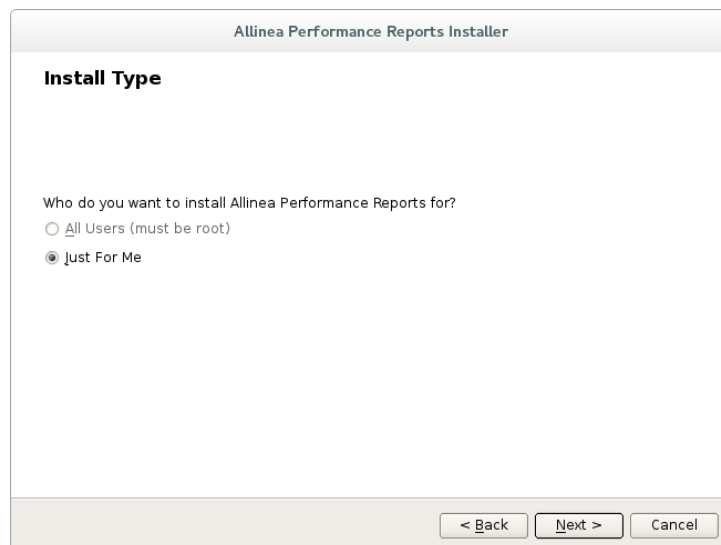 Allinea Performance Reports Installer
Install Type
Who do you want to install Allinea Performance Reports for?
All Users (must be root)
Just For Me
< Back Next > Cancel